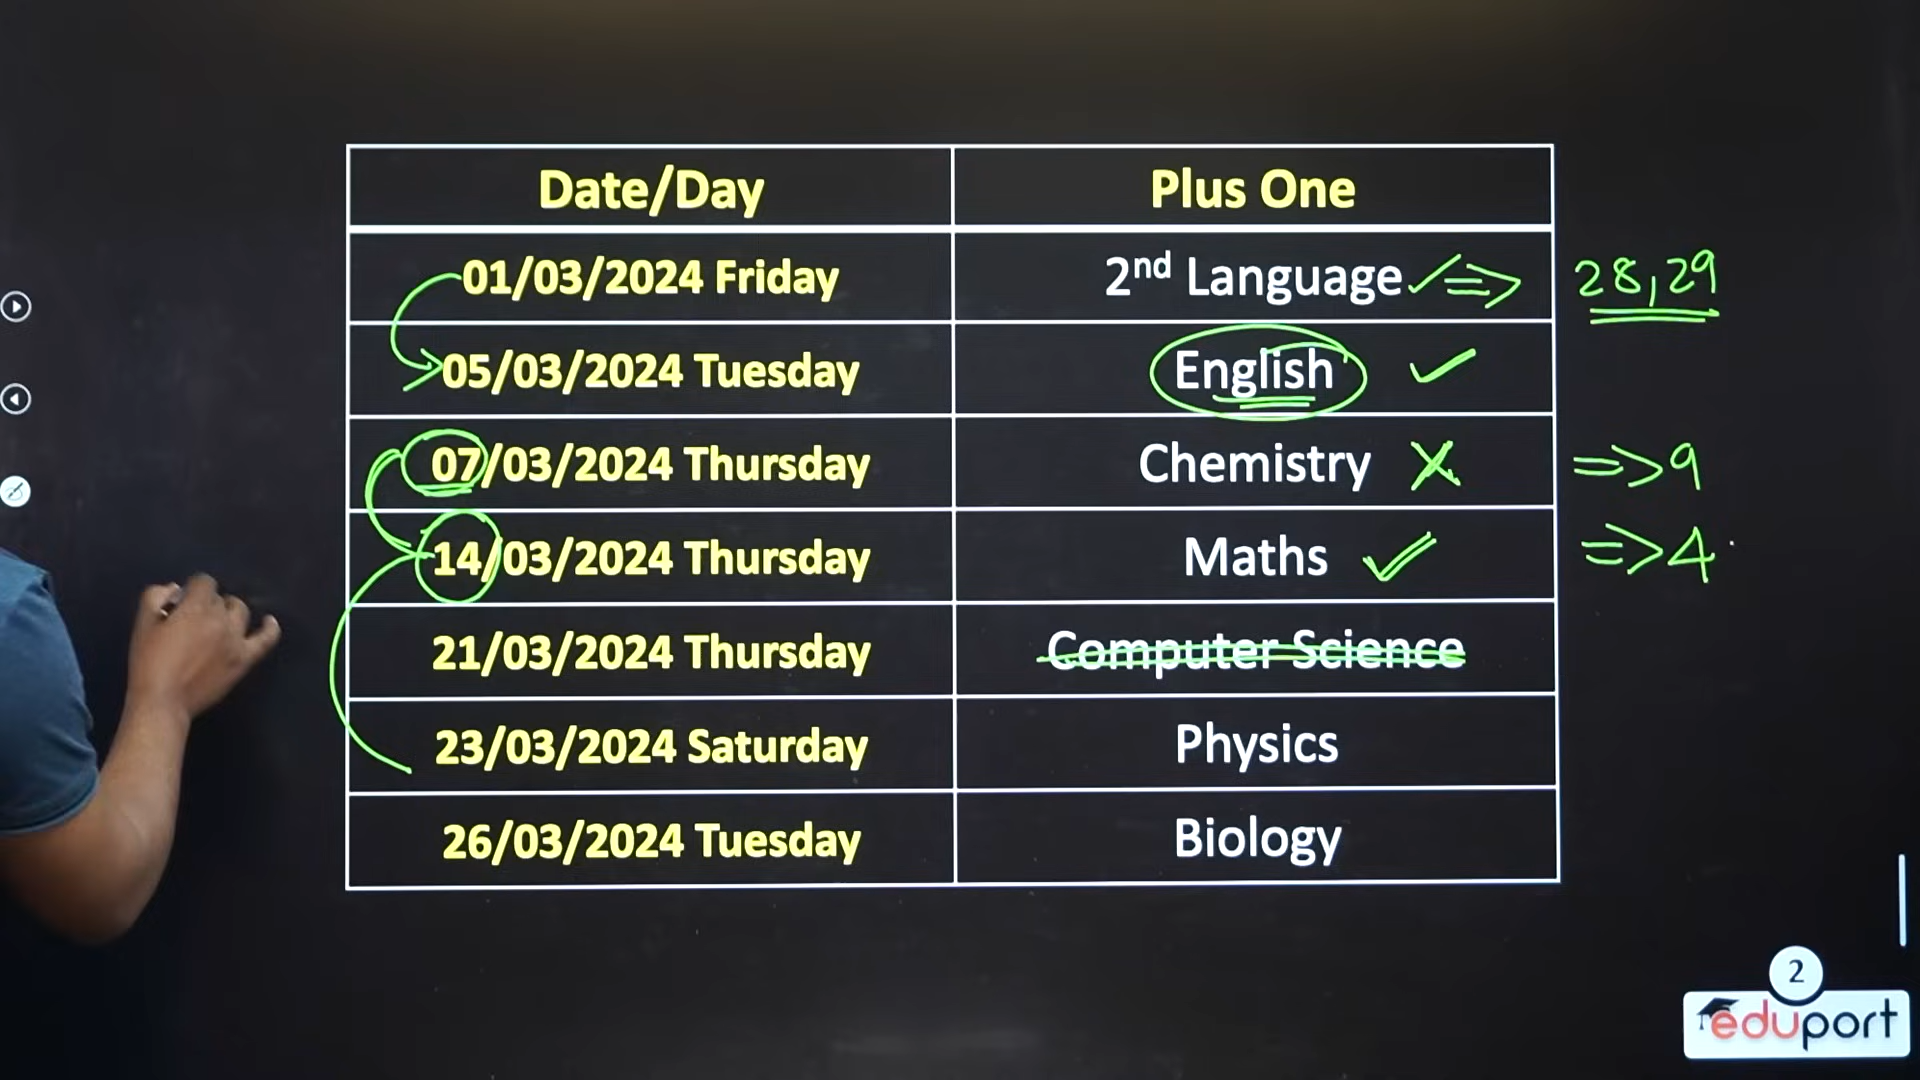 Date/Day Plus One
01/03/2024 Friday 2nd Language ✓ => 28,29
05/03/2024 Tuesday English ✓
07/03/2024 Thursday Chemistry X => 9
14/03/2024 Thursday Maths ✓ => 4
21/03/2024 Thursday Computer Science
23/03/2024 Saturday Physics
26/03/2024 Tuesday Biology
2
eduport